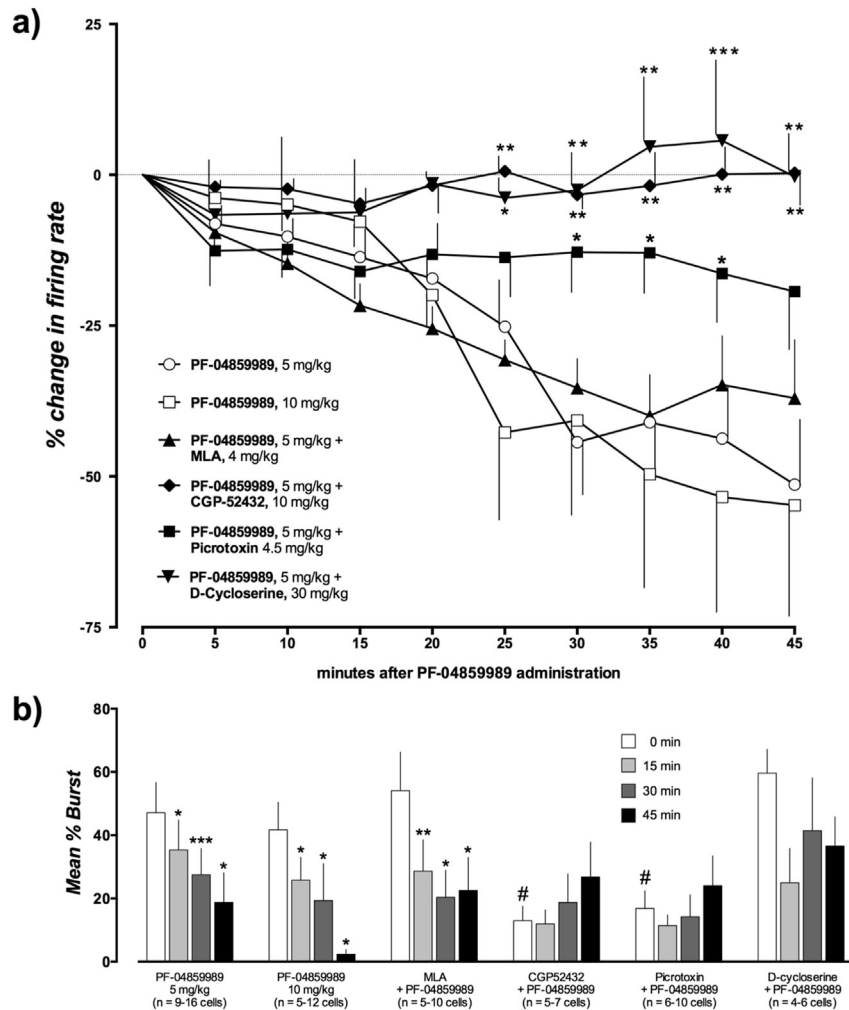 a)
25
0
-25
-50
-75
% change in firing rate
***
**
**
**
**
*
**
**
**
**
*
*
*
PF-04859989, 5 mg/kg
PF-04859989, 10 mg/kg
PF-04859989, 5 mg/kg +
MLA, 4 mg/kg
PF-04859989, 5 mg/kg +
CGP-52432, 10 mg/kg
PF-04859989, 5 mg/kg +
Picrotoxin 4.5 mg/kg
PF-04859989, 5 mg/kg +
D-Cycloserine, 30 mg/kg
0 5 10 15 20 25 30 35 40 45
minutes after PF-04859989 administration
b)
80
60
40
20
0
Mean % Burst
0 min
15 min
30 min
45 min
* *** *
* * *
** * *
#
#
PF-04859989 PF-04859989 MLA CGP52432 Picrotoxin D-cycloserine
5 mg/kg 10 mg/kg + PF-04859989 + PF-04859989 + PF-04859989 + PF-04859989
(n = 9-16 cells) (n = 5-12 cells) (n = 5-10 cells) (n = 5-7 cells) (n = 6-10 cells) (n = 4-6 cells)